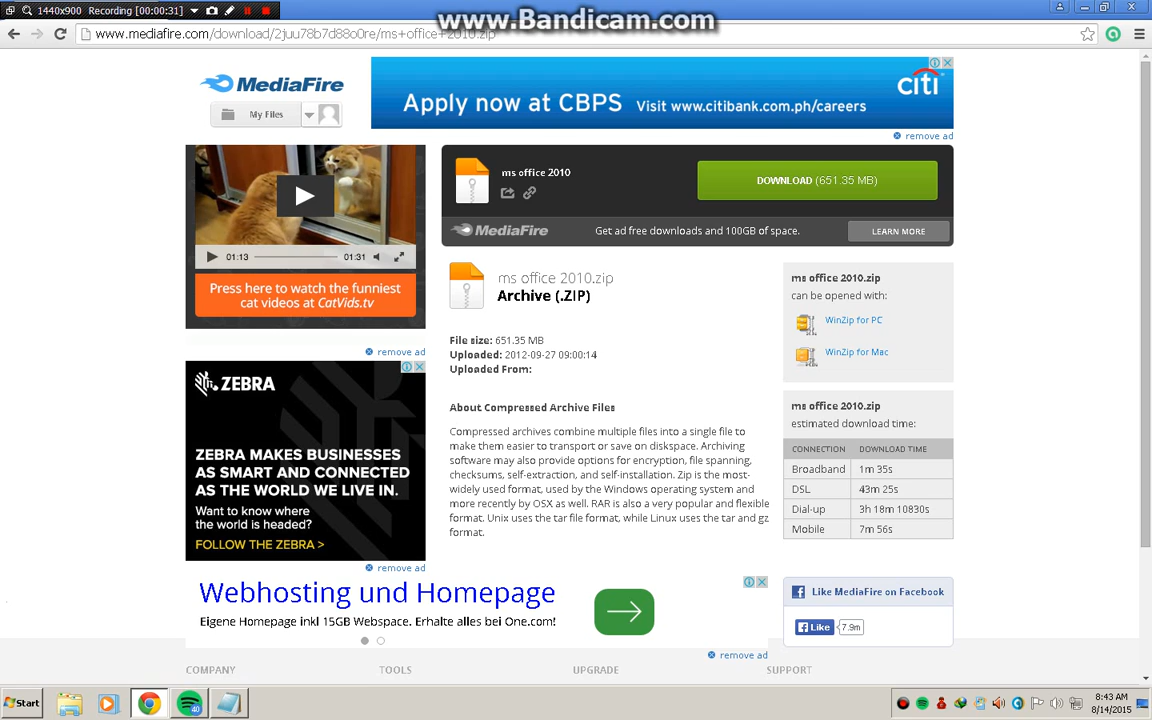 1440x900 Recording [00:00:31]
www.Bandicam.com
www.mediafire.com/download/2juu78b7d88o0re/ms+office+2010.zip
MediaFire
My Files
Apply now at CBPS Visit www.citibank.com.ph/careers
citi
remove ad
ms office 2010
DOWNLOAD (651.35 MB)
MediaFire
Get ad free downloads and 100GB of space.
LEARN MORE
01:13
01:31
Press here to watch the funniest
cat videos at CatVids.tv
remove ad
ms office 2010.zip
Archive (.ZIP)
File size: 651.35 MB
Uploaded: 2012-09-27 09:00:14
Uploaded From:
About Compressed Archive Files
Compressed archives combine multiple files into a single file to
make them easier to transport or save on diskspace. Archiving
software may also provide options for encryption, file spanning,
checksums, self-extraction, and self-installation. Zip is the most-
widely used format, used by the Windows operating system and
more recently by OSX as well. RAR is also a very popular and flexible
format. Unix uses the tar file format, while Linux uses the tar and gz
format.
ms office 2010.zip
can be opened with:
WinZip for PC
WinZip for Mac
ms office 2010.zip
estimated download time:
CONNECTION DOWNLOAD TIME
Broadband 1m 35s
DSL 43m 25s
Dial-up 3h 18m 10830s
Mobile 7m 56s
ZEBRA
ZEBRA MAKES BUSINESSES
AS SMART AND CONNECTED
AS THE WORLD WE LIVE IN.
Want to know where
the world is headed?
FOLLOW THE ZEBRA >
remove ad
Webhosting und Homepage
Eigene Homepage inkl 15GB Webspace. Erhalte alles bei One.com!
remove ad
Like MediaFire on Facebook
Like 7.9m
COMPANY TOOLS UPGRADE SUPPORT
Start
40
8:43 AM
8/14/2015